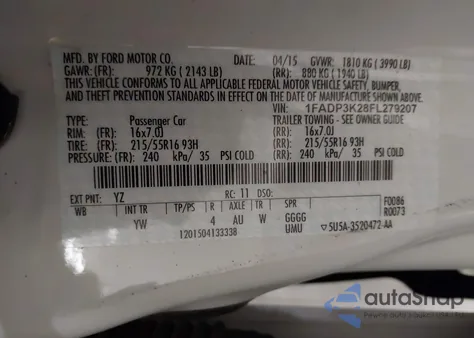 MFD. BY FORD MOTOR CO. DATE: 04/15 GVWR: 1810 KG ( 3990 LB)
GAWR: (FR): 972 KG ( 2143 LB) (RR): 880 KG ( 1940 LB)
THIS VEHICLE CONFORMS TO ALL APPLICABLE FEDERAL MOTOR VEHICLE SAFETY, BUMPER,
AND THEFT PREVENTION STANDARDS IN EFFECT ON THE DATE OF MANUFACTURE SHOWN ABOVE.
VIN: 1FADP3K28FL279207
TYPE: Passenger Car TRAILER TOWING - SEE OWNER GUIDE
RIM: (FR) 16x7.0J (RR): 16x7.0J
TIRE: (FR) 215/55R16 93H (RR): 215/55R16 93H
PRESSURE: (FR) 240 kPa/ 35 PSI COLD (RR): 240 kPa/ 35 PSI COLD
EXT PNT: YZ RC: 11 DSO: F0086
WB INT TR TP/PS R AXLE TR SPR R0073
YW 4 AU W GGGG
1201504133338 UMU 5U5A-3520472-AA
autosnap